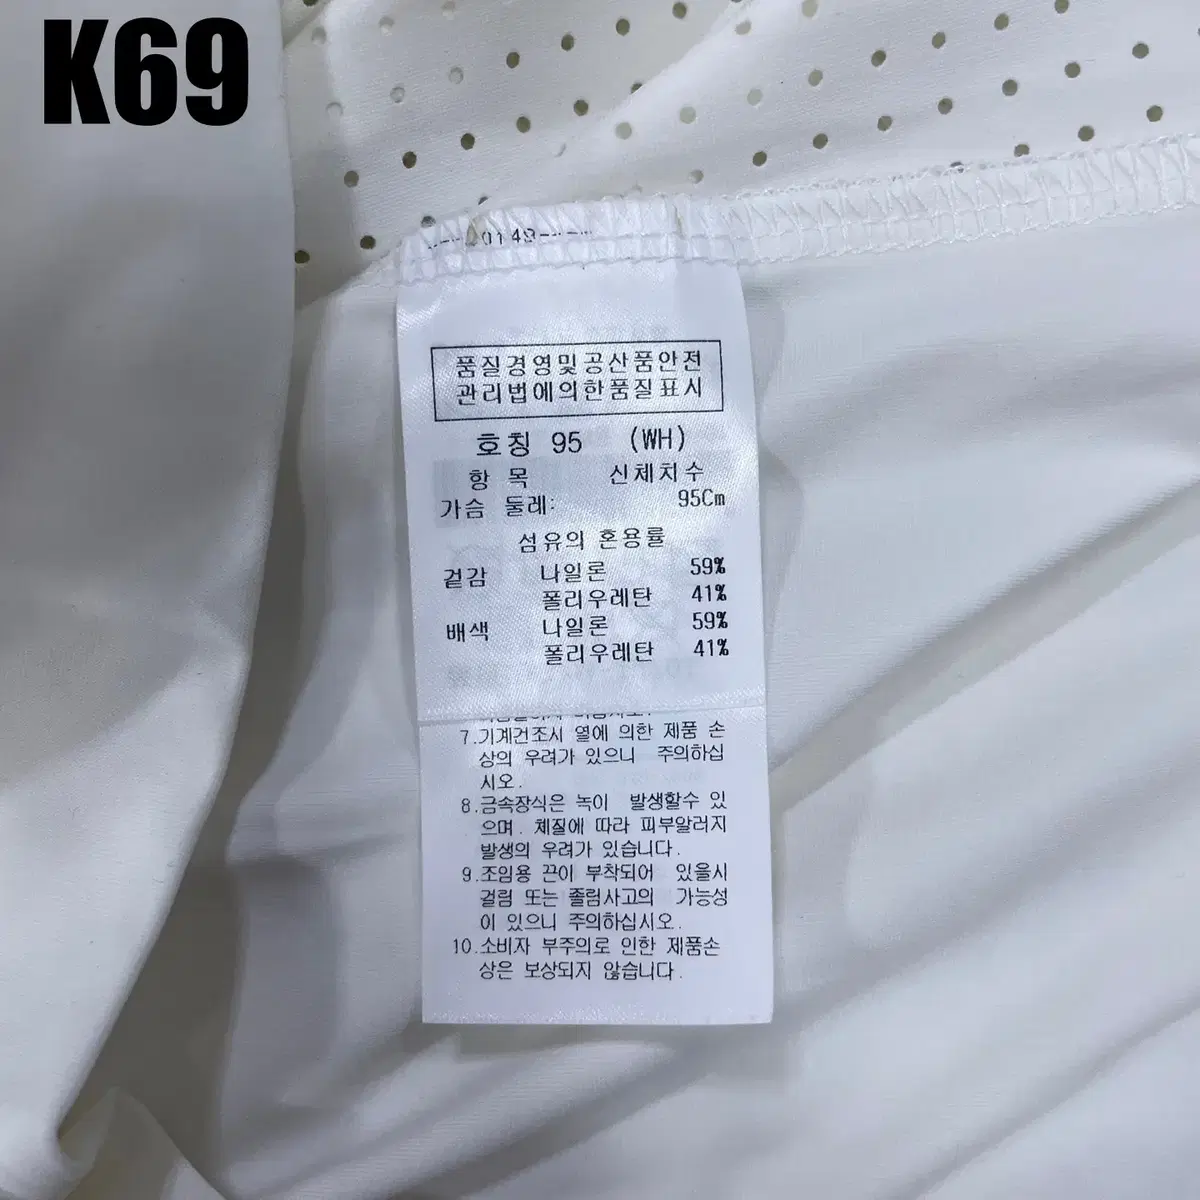 K69
0148
품질경영및공산품안전
관리법에의한품질표시
호칭 95 (WH)
항 목 신체치수
가슴 둘레: 95Cm
섬유의 혼용률
겉감 나일론 59%
폴리우레탄 41%
배색 나일론 59%
폴리우레탄 41%
7.기계건조시 열에 의한 제품 손
상의 우려가 있으니 주의하십
시오.
8.금속장식은 녹이 발생할수 있
으며. 체질에 따라 피부알러지
발생의 우려가 있습니다.
9.조임용 끈이 부착되어 있을시
걸림 또는 졸림사고의 가능성
이 있으니 주의하십시오.
10.소비자 부주의로 인한 제품손
상은 보상되지 않습니다.